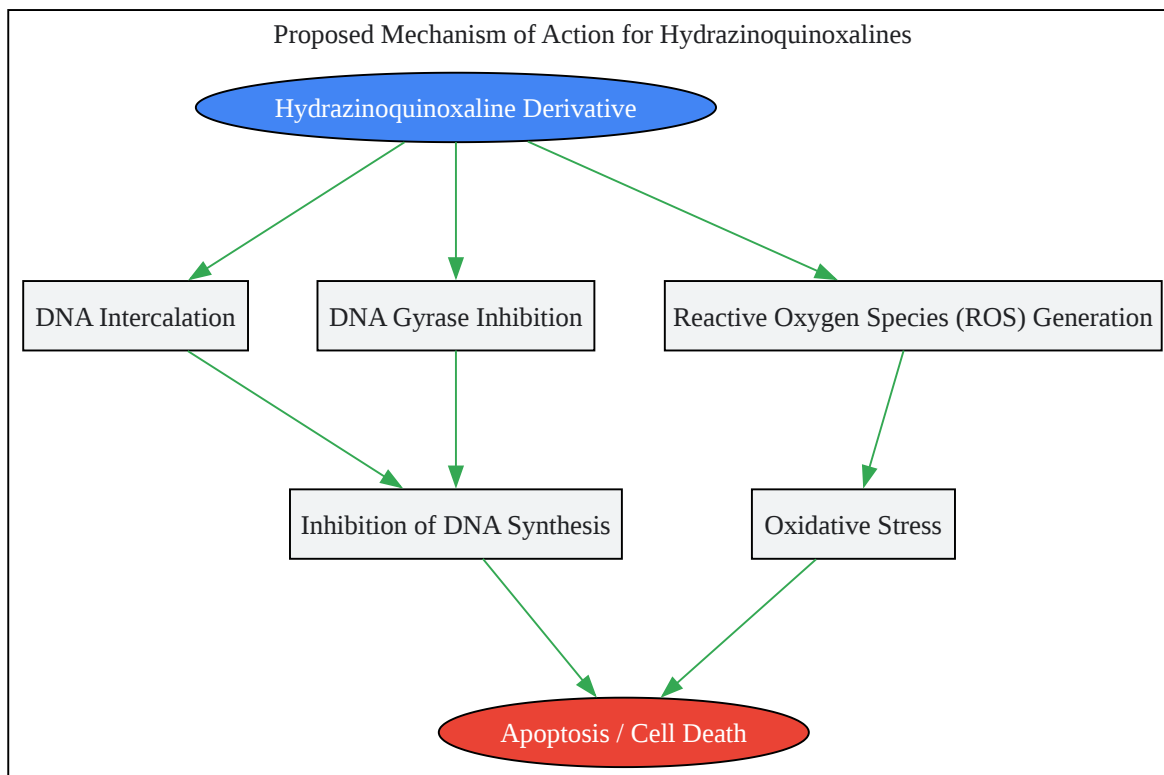 Proposed Mechanism of Action for Hydrazinoquinoxalines
Hydrazinoquinoxaline Derivative
DNA Intercalation
DNA Gyrase Inhibition
Reactive Oxygen Species (ROS) Generation
Inhibition of DNA Synthesis
Oxidative Stress
Apoptosis / Cell Death